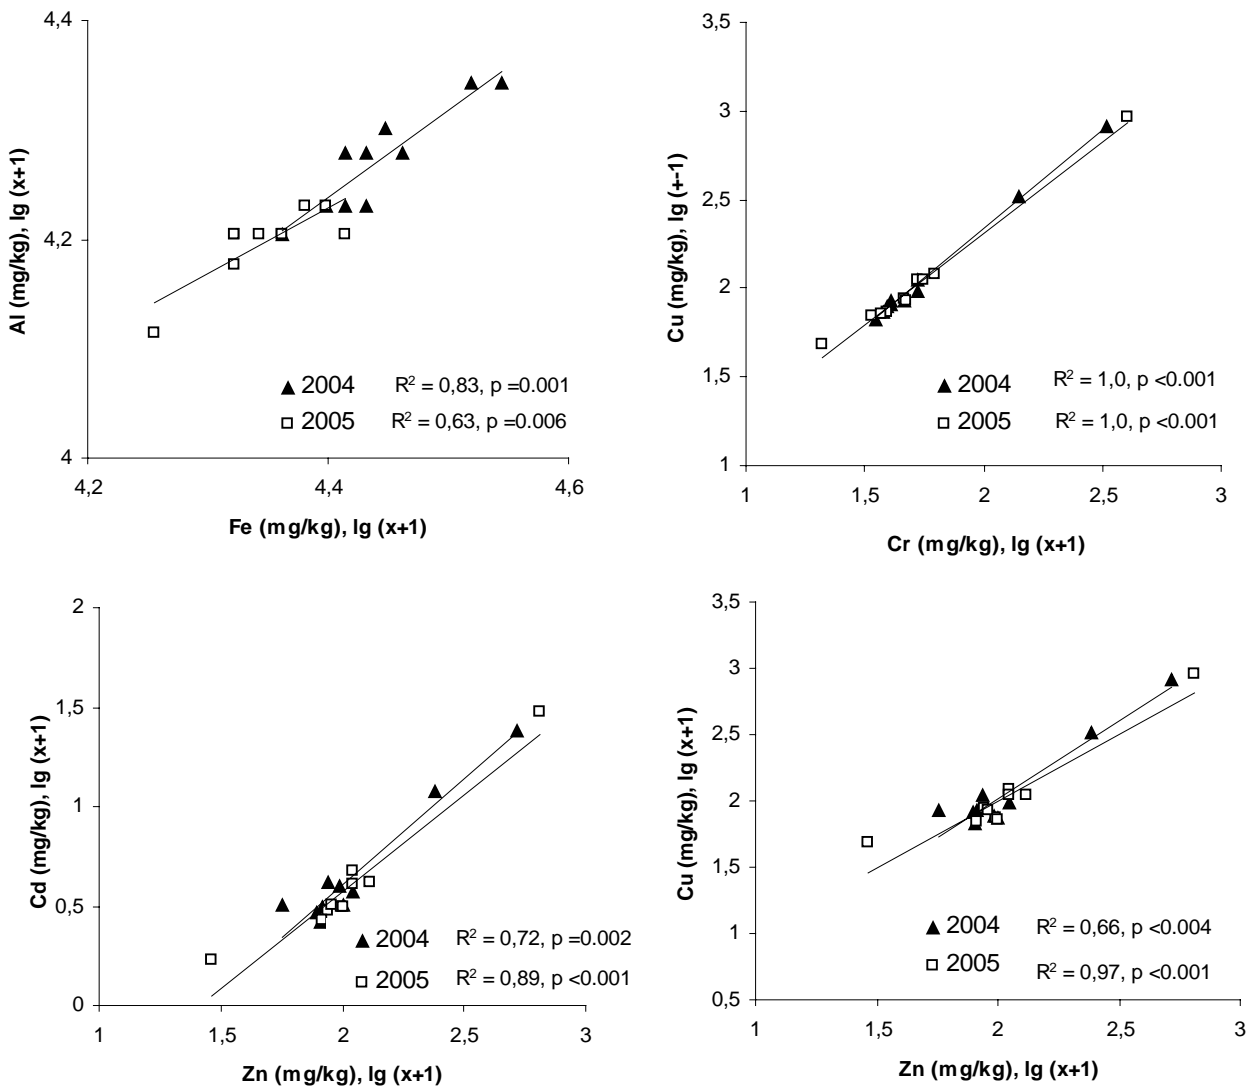 4,4
4,2
4
Al (mg/kg), lg (x+1)
2004 R² = 0,83, p =0.001
2005 R² = 0,63, p =0.006
4,2 4,4 4,6
Fe (mg/kg), lg (x+1)
3,5
3
2,5
2
1,5
1
Cu (mg/kg), lg (+-1)
2004 R² = 1,0, p <0.001
2005 R² = 1,0, p <0.001
1 1,5 2 2,5 3
Cr (mg/kg), lg (x+1)
2
1,5
1
0,5
0
Cd (mg/kg), lg (x+1)
2004 R² = 0,72, p =0.002
2005 R² = 0,89, p <0.001
1 1,5 2 2,5 3
Zn (mg/kg), lg (x+1)
3,5
3
2,5
2
1,5
1
0,5
Cu (mg/kg), lg (x+1)
2004 R² = 0,66, p <0.004
2005 R² = 0,97, p <0.001
1 1,5 2 2,5 3
Zn (mg/kg), lg (x+1)